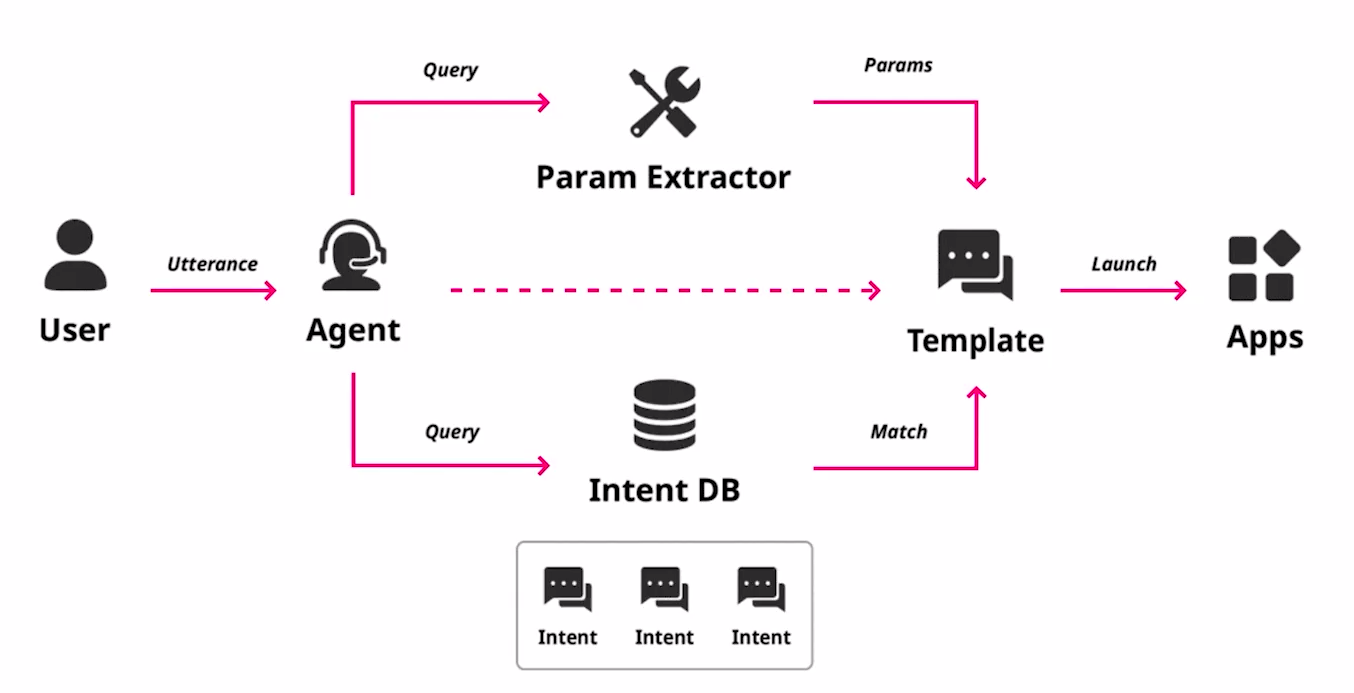 Query
Params
Param Extractor
Utterance
Launch
User
Agent
Template
Apps
Query
Match
Intent DB
Intent
Intent
Intent